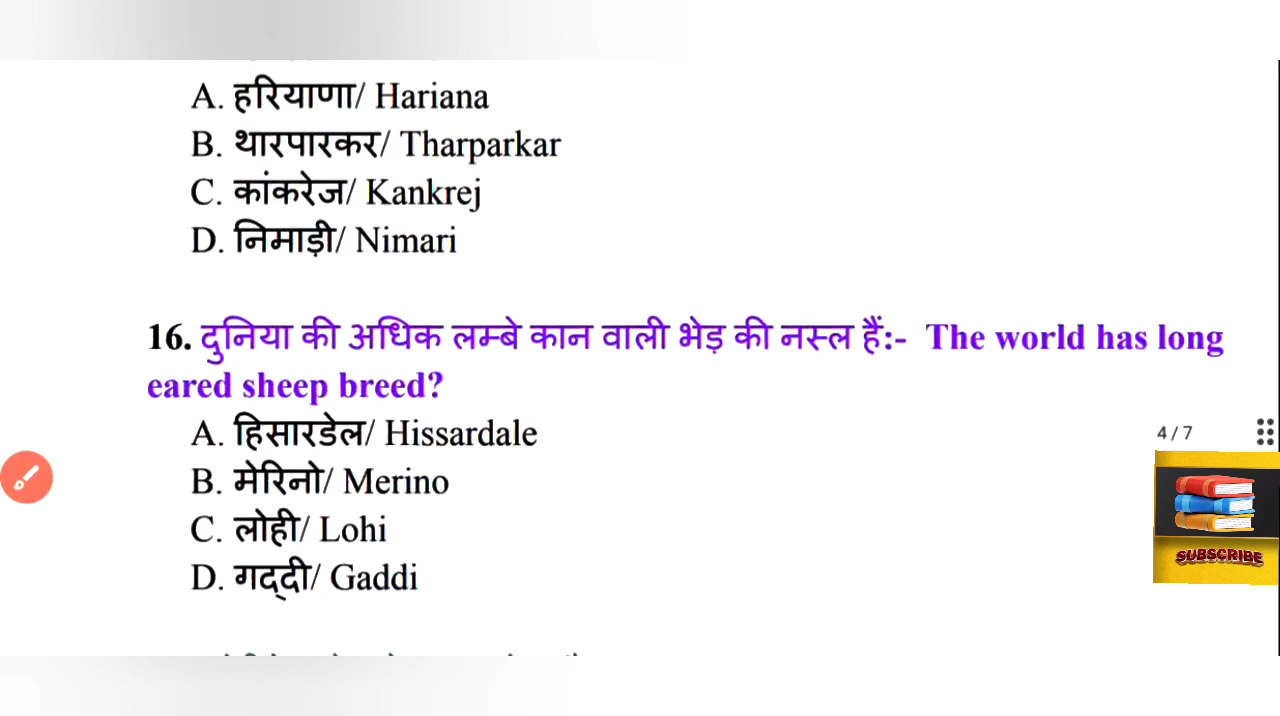 A. हरियाणा/ Hariana
B. थारपारकर/ Tharparkar
C. कांकरेज/ Kankrej
D. निमाड़ी/ Nimari
16. दुनिया की अधिक लम्बे कान वाली भेड़ की नस्ल हैं:- The world has long
eared sheep breed?
A. हिसारडेल/ Hissardale
4 / 7
B. मेरिनो/ Merino
C. लोही/ Lohi
SUBSCRIBE
D. गद्दी/ Gaddi